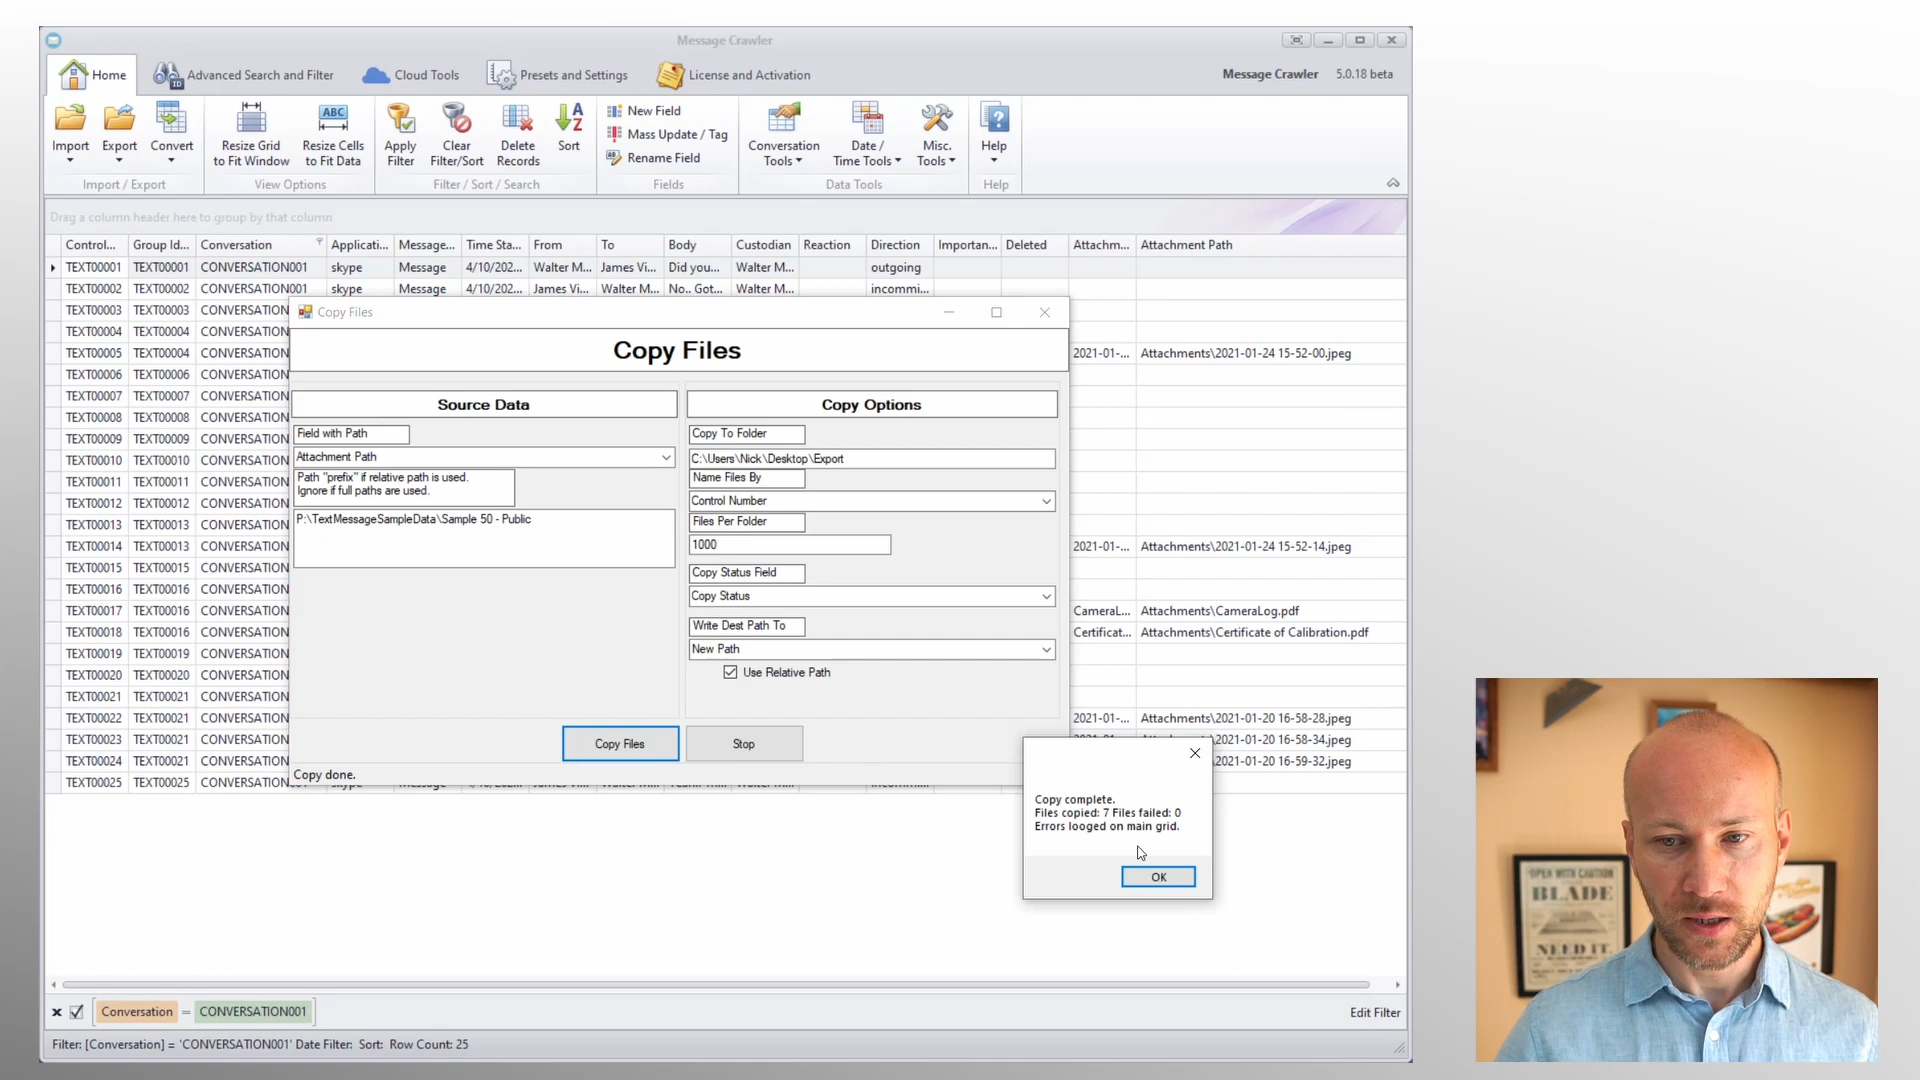 Message Crawler
Home
Advanced Search and Filter
Cloud Tools
Presets and Settings
License and Activation
Message Crawler 5.0.18 beta
Import
Export
Convert
Import / Export
Resize Grid
to Fit Window
ABC
Resize Cells
to Fit Data
View Options
Apply
Filter
Clear
Filter/Sort
Delete
Records
Sort
Filter / Sort / Search
New Field
Mass Update / Tag
Rename Field
Fields
Conversation
Tools
Date /
Time Tools
Misc.
Tools
Data Tools
Help
Help
Drag a column header here to group by that column
Control... Group Id... Conversation Applicati... Message... Time Sta... From To Body Custodian Reaction Direction Importan... Deleted Attachm... Attachment Path
TEXT00001 TEXT00001 CONVERSATION001 skype Message 4/10/202... Walter M... James Vi... Did you... Walter M... outgoing
TEXT00002 TEXT00002 CONVERSATION001 skype Message 4/10/202... James Vi... Walter M... No.. Got... Walter M... incommi...
TEXT00003 TEXT00003 CONVERSATION
TEXT00004 TEXT00004 CONVERSATION
TEXT00005 TEXT00004 CONVERSATION 2021-01-... Attachments\2021-01-24 15-52-00.jpeg
TEXT00006 TEXT00006 CONVERSATION
TEXT00007 TEXT00007 CONVERSATION
TEXT00008 TEXT00008 CONVERSATION
TEXT00009 TEXT00009 CONVERSATION
TEXT00010 TEXT00010 CONVERSATION
TEXT00011 TEXT00011 CONVERSATION
TEXT00012 TEXT00012 CONVERSATION
TEXT00013 TEXT00013 CONVERSATION
TEXT00014 TEXT00013 CONVERSATION 2021-01-... Attachments\2021-01-24 15-52-14.jpeg
TEXT00015 TEXT00015 CONVERSATION
TEXT00016 TEXT00016 CONVERSATION
TEXT00017 TEXT00016 CONVERSATION CameraL... Attachments\CameraLog.pdf
TEXT00018 TEXT00016 CONVERSATION Certificat... Attachments\Certificate of Calibration.pdf
TEXT00019 TEXT00019 CONVERSATION
TEXT00020 TEXT00020 CONVERSATION
TEXT00021 TEXT00021 CONVERSATION
TEXT00022 TEXT00021 CONVERSATION 2021-01-... Attachments\2021-01-20 16-58-28.jpeg
TEXT00023 TEXT00021 CONVERSATION 2021-01-20 16-58-34.jpeg
TEXT00024 TEXT00021 CONVERSATION 2021-01-20 16-59-32.jpeg
TEXT00025 TEXT00025 CONVERSATION001 skype Message
Copy Files
Copy Files
Source Data
Field with Path
Attachment Path
Path "prefix" if relative path is used.
Ignore if full paths are used.
P:\TextMessageSampleData\Sample 50 - Public
Copy Options
Copy To Folder
C:\Users\Nick\Desktop\Export
Name Files By
Control Number
Files Per Folder
1000
Copy Status Field
Copy Status
Write Dest Path To
New Path
Use Relative Path
Copy Files
Stop
Copy done.
Copy complete.
Files copied: 7 Files failed: 0
Errors looged on main grid.
OK
Conversation = CONVERSATION001
Edit Filter
Filter: [Conversation] = 'CONVERSATION001' Date Filter: Sort: Row Count: 25
OPEN WITH CAUTION
BLADE
NEED IT.